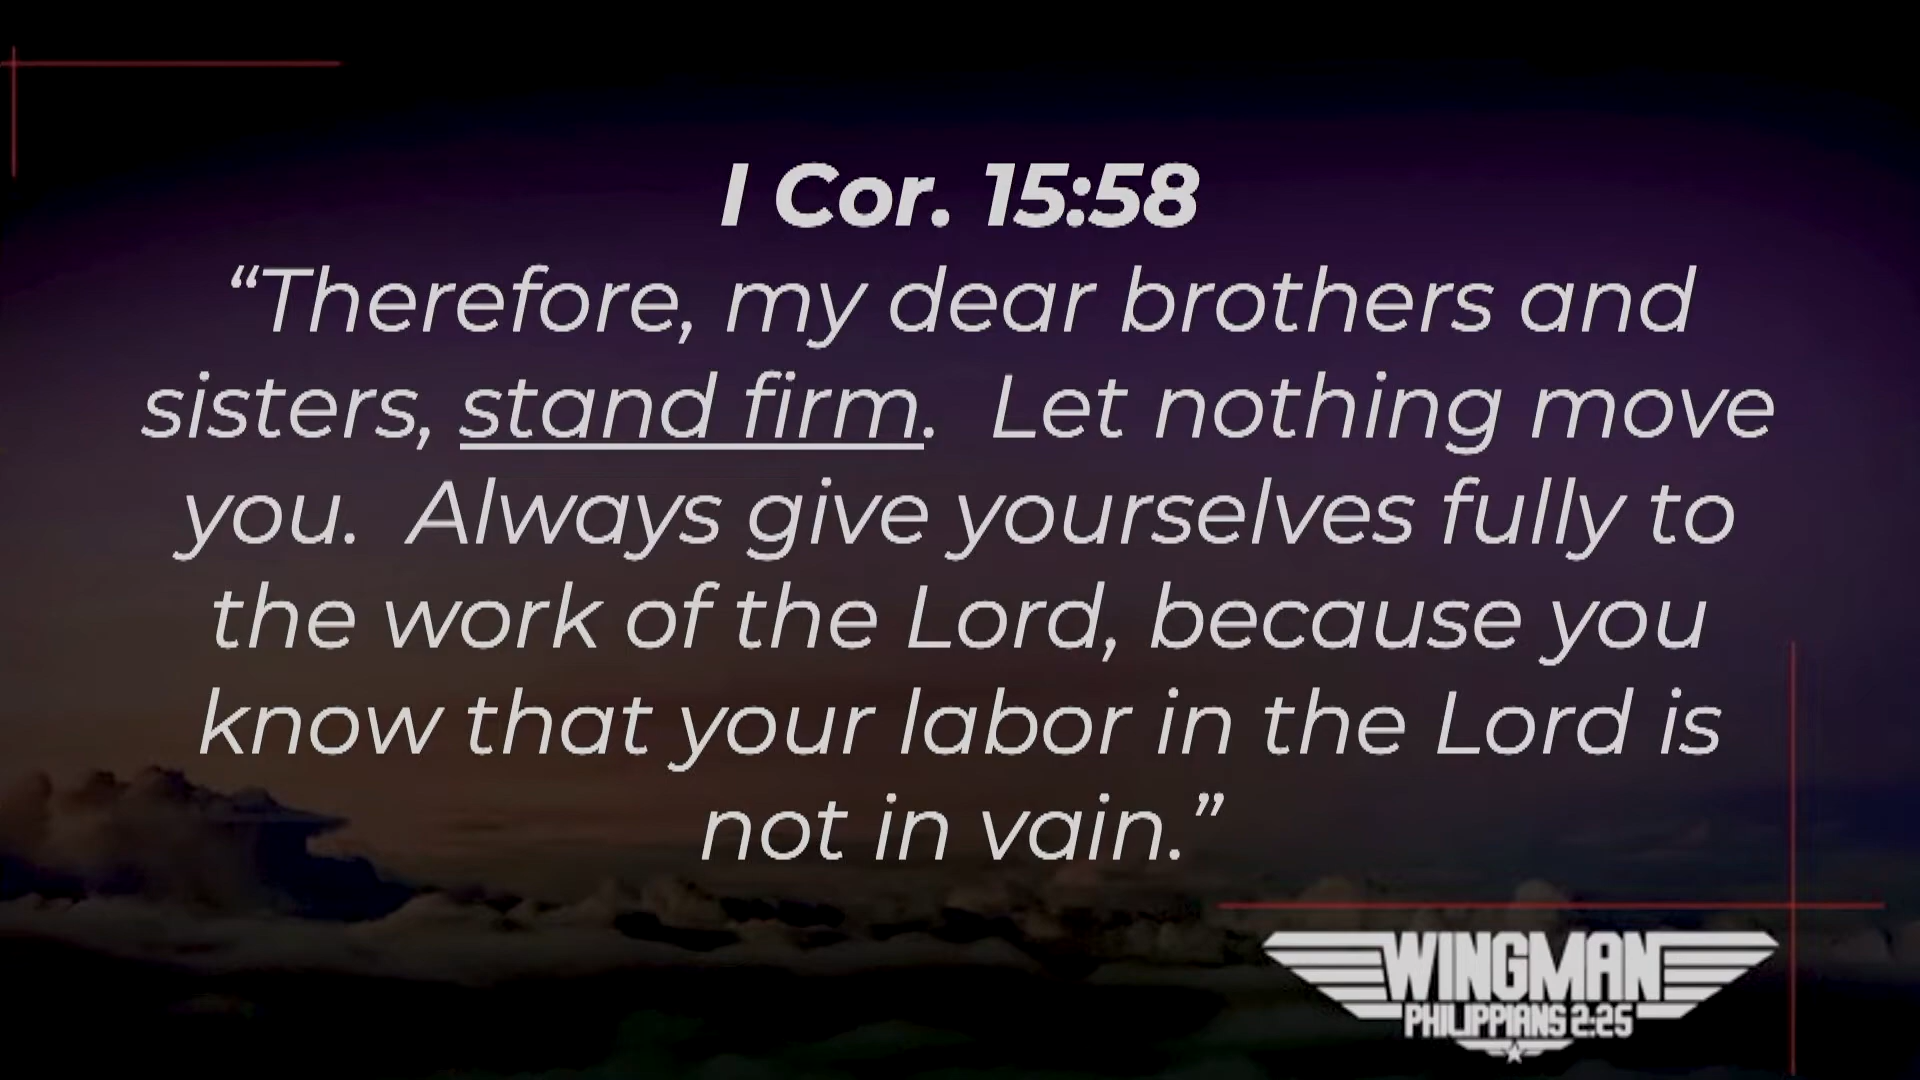 I Cor. 15:58
“Therefore, my dear brothers and
sisters, stand firm.  Let nothing move
you.  Always give yourselves fully to
the work of the Lord, because you
know that your labor in the Lord is
not in vain.”
WINGMAN
PHILIPPIANS 2:25